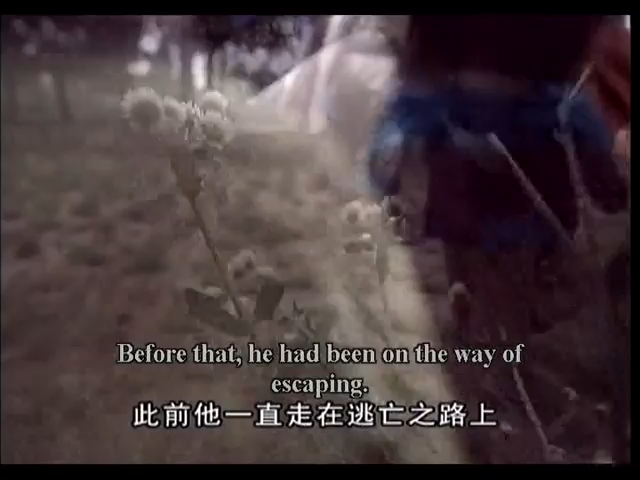 Before that, he had been on the way of
escaping.
此前他一直走在逃亡之路上